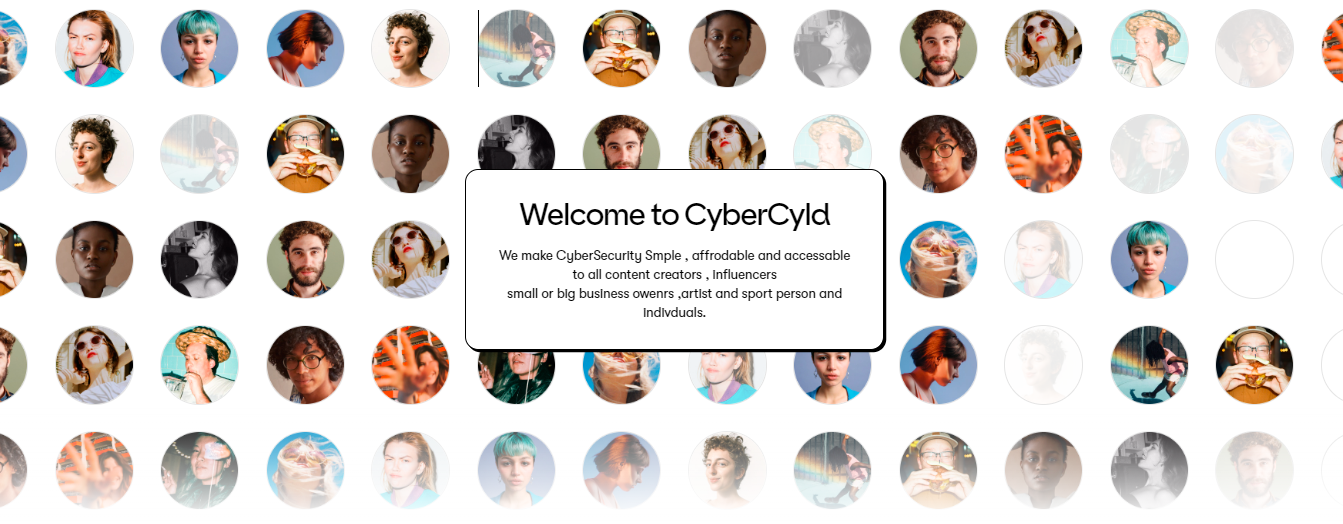 Welcome to CyberCyld
We make CyberSecurity Smple , affrodable and accessable
to all content creators , influencers
small or big business owenrs ,artist and sport person and
indivduals.